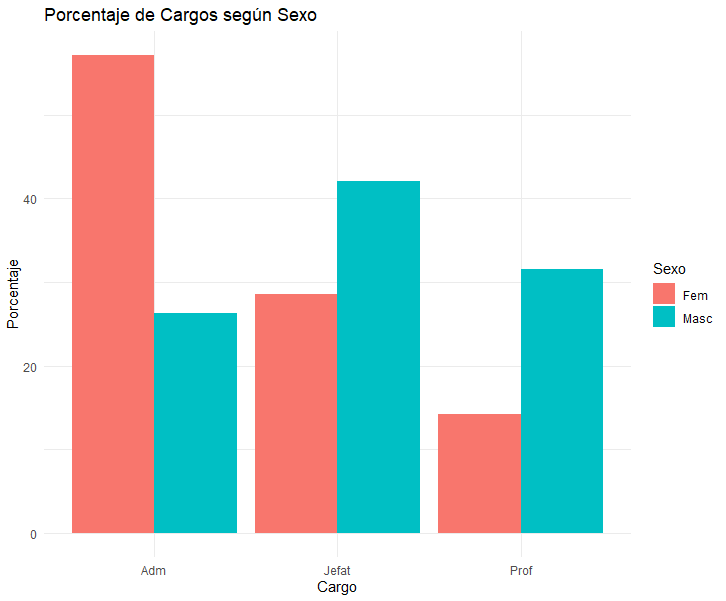 Porcentaje de Cargos según Sexo
Porcentaje
40
20
0
Adm Jefat Prof
Cargo
Sexo
Fem
Masc